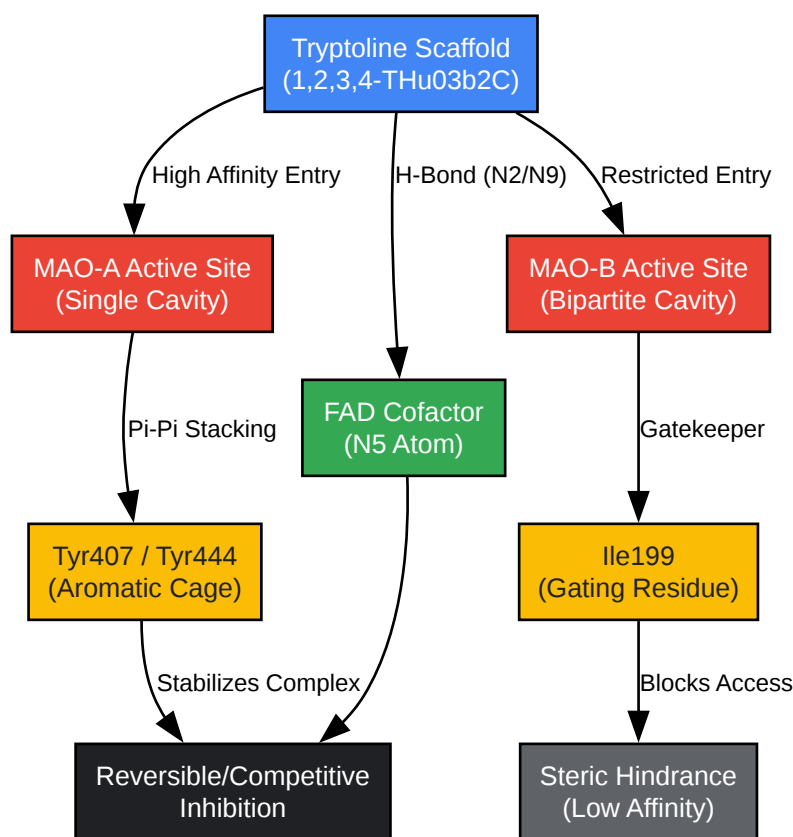 Tryptoline Scaffold
(1,2,3,4-THu03b2C)
High Affinity Entry
H-Bond (N2/N9)
Restricted Entry
MAO-A Active Site
(Single Cavity)
MAO-B Active Site
(Bipartite Cavity)
FAD Cofactor
(N5 Atom)
Pi-Pi Stacking
Gatekeeper
Tyr407 / Tyr444
(Aromatic Cage)
Ile199
(Gating Residue)
Stabilizes Complex
Blocks Access
Reversible/Competitive
Inhibition
Steric Hindrance
(Low Affinity)